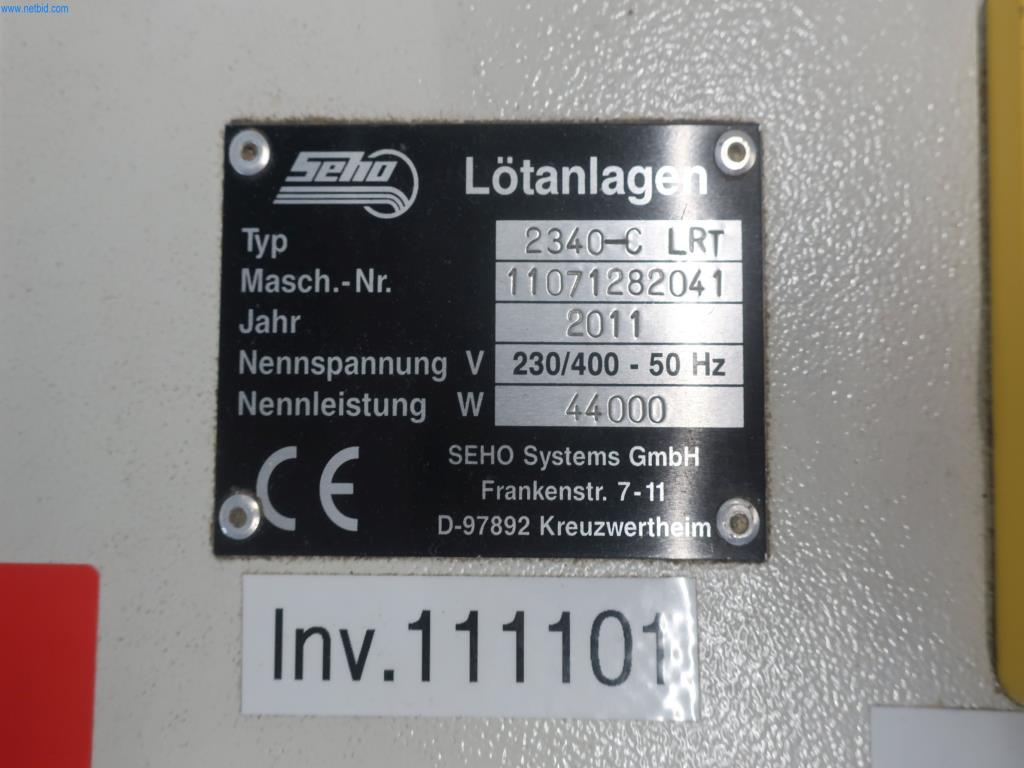 www.netbid.com
Seho Lötanlagen
Typ 2340-C LRT
Masch.-Nr. 11071282041
Jahr 2011
Nennspannung V 230/400 - 50 Hz
Nennleistung W 44000
CE
SEHO Systems GmbH
Frankenstr. 7-11
D-97892 Kreuzwertheim
Inv.111101